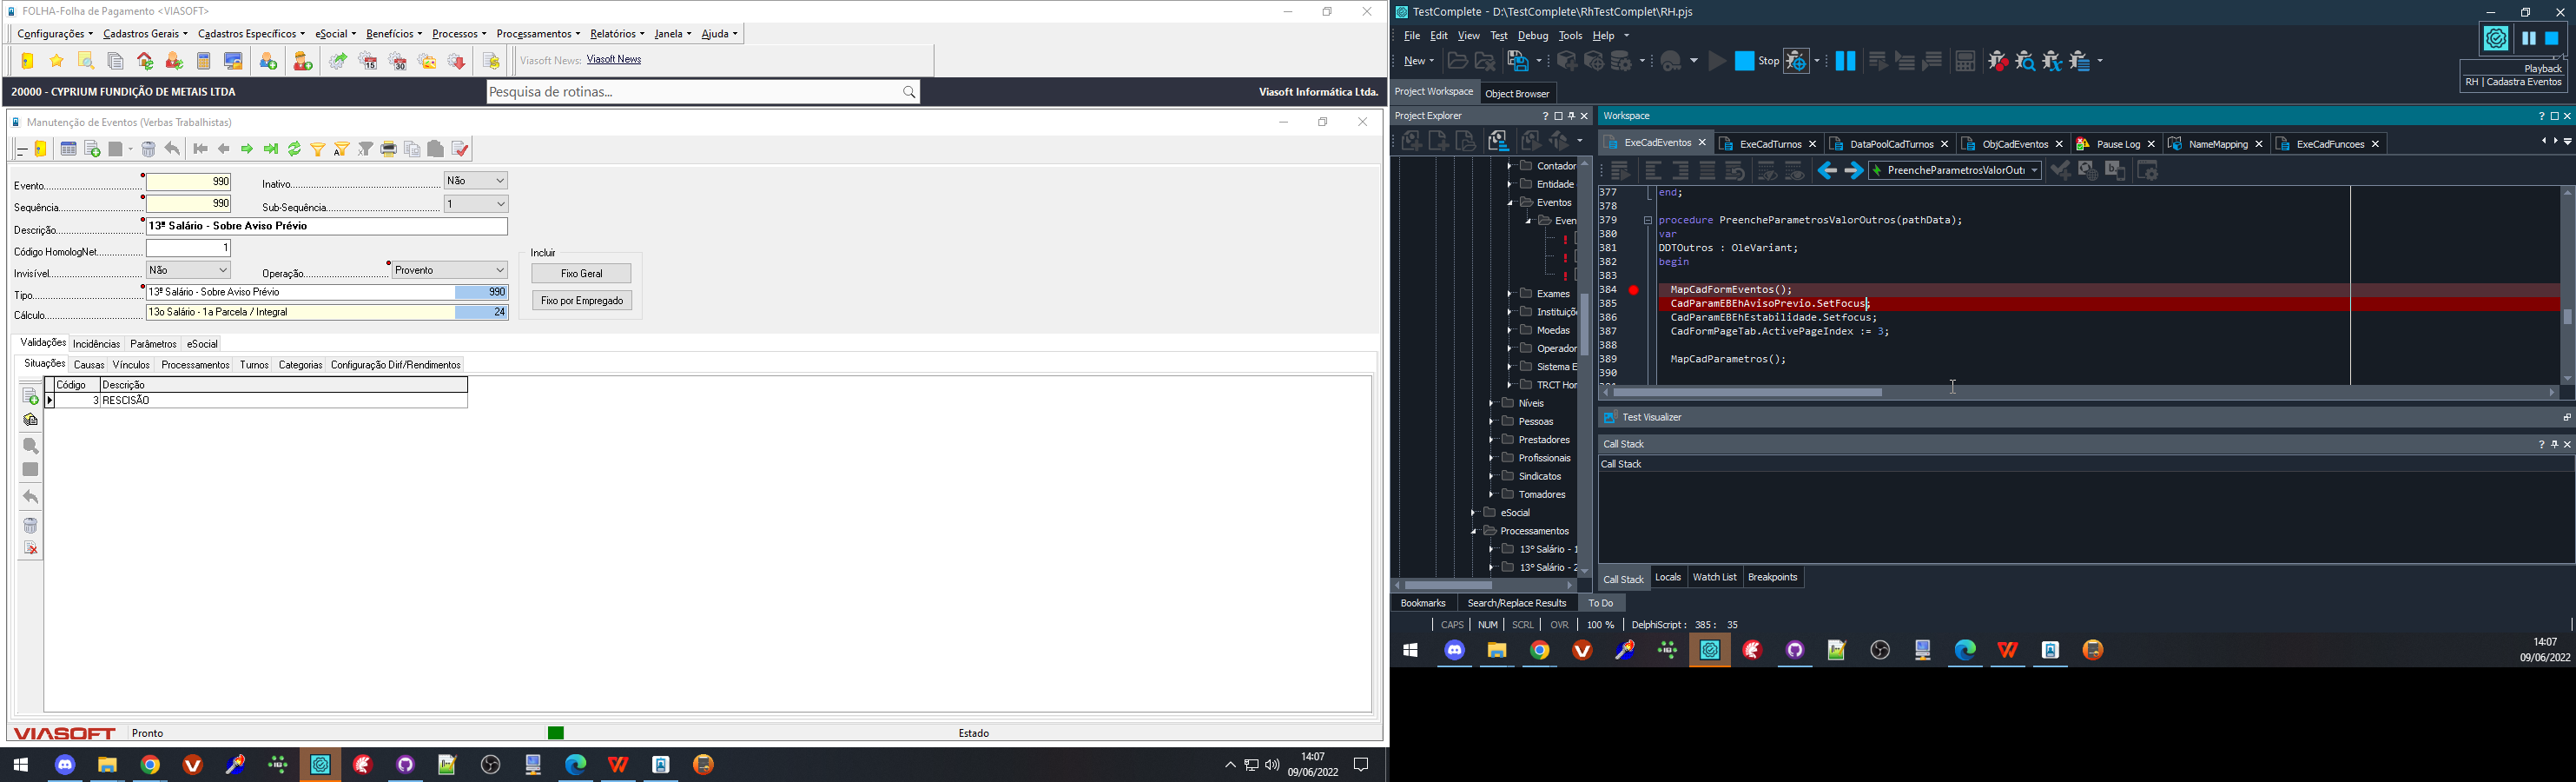 FOLHA-Folha de Pagamento <VIASOFT>
Configurações Cadastros Gerais Cadastros Específicos eSocial Benefícios Processos Processamentos Relatórios Janela Ajuda
15 30
Viasoft News: Viasoft News
20000 - CYPRIUM FUNDIÇÃO DE METAIS LTDA
Pesquisa de rotinas...
Viasoft Informática Ltda.
Manutenção de Eventos (Verbas Trabalhistas)
Evento 990 Inativo Não
Sequência 990 Sub-Sequência 1
Descrição 13ª Salário - Sobre Aviso Prévio
Código HomologNet 1
Invisível Não Operação Provento
Tipo 13ª Salário - Sobre Aviso Prévio 990
Cálculo 13o Salário - 1a Parcela / Integral 24
Incluir
Fixo Geral
Fixo por Empregado
Validações Incidências Parâmetros eSocial
Situações Causas Vínculos Processamentos Turnos Categorias Configuração Dirf/Rendimentos
Código Descrição
3 RESCISÃO
VIASOFT Pronto Estado
14:07
09/06/2022
TestComplete - D:\TestComplete\RhTestComplet\RH.pjs
File Edit View Test Debug Tools Help
New Stop
Playback
RH | Cadastra Eventos
Project Workspace Object Browser
Project Explorer
Workspace
ExeCadEventos ExeCadTurnos DataPoolCadTurnos ObjCadEventos Pause Log NameMapping ExeCadFuncoes
PreencheParametrosValorOutr
Contador
Entidade
Eventos
Even
Exames
Instituiçõ
Moedas
Operador
Sistema E
TRCT Hor
Níveis
Pessoas
Prestadores
Profissionais
Sindicatos
Tomadores
eSocial
Processamentos
13º Salário - 1
13º Salário - 2
377 end;
378
379 procedure PreencheParametrosValorOutros(pathData);
380 var
381 DDTOutros : OleVariant;
382 begin
383
384 MapCadFormEventos();
385 CadParamEBEhAvisoPrevio.SetFocus;
386 CadParamEBEhEstabilidade.Setfocus;
387 CadFormPageTab.ActivePageIndex := 3;
388
389 MapCadParametros();
390
Test Visualizer
Call Stack
Call Stack
Call Stack Locals Watch List Breakpoints
Bookmarks Search/Replace Results To Do
CAPS NUM SCRL OVR 100 % DelphiScript : 385 : 35
14:07
09/06/2022